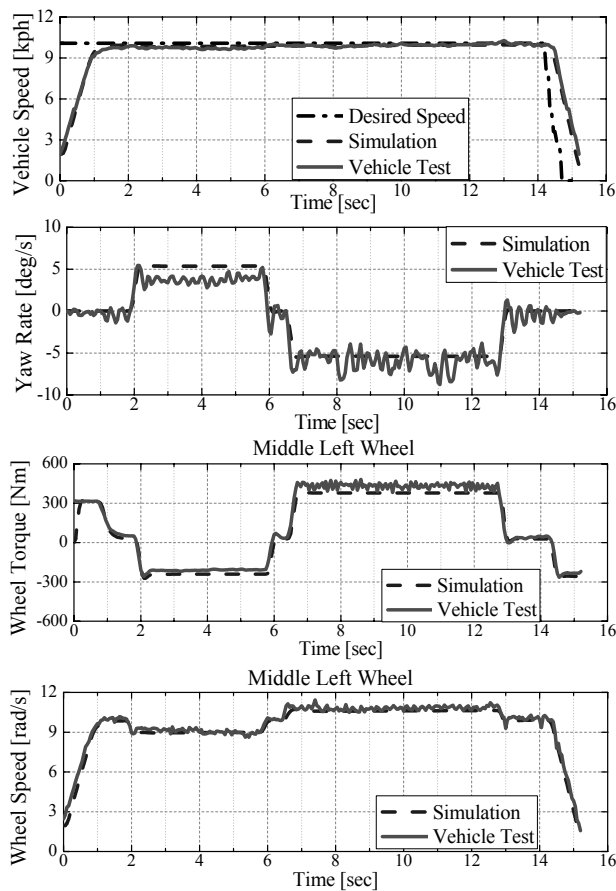 Vehicle Speed [kph]
12
9
6
3
0
Desired Speed
Simulation
Vehicle Test
0 2 4 6 8 10 12 14 16
Time [sec]
Yaw Rate [deg/s]
10
5
0
-5
-10
Simulation
Vehicle Test
0 2 4 6 8 10 12 14 16
Time [sec]
Middle Left Wheel
Wheel Torque [Nm]
600
300
0
-300
-600
Simulation
Vehicle Test
0 2 4 6 8 10 12 14 16
Time [sec]
Middle Left Wheel
Wheel Speed [rad/s]
12
9
6
3
0
Simulation
Vehicle Test
0 2 4 6 8 10 12 14 16
Time [sec]